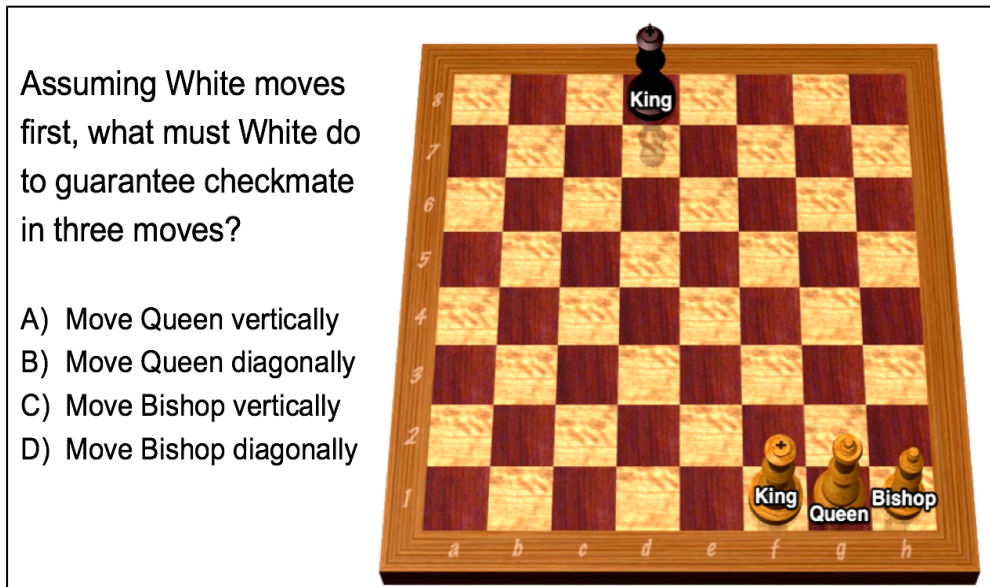 Assuming White moves
first, what must White do
to guarantee checkmate
in three moves?
A) Move Queen vertically
B) Move Queen diagonally
C) Move Bishop vertically
D) Move Bishop diagonally
King
8
7
6
5
4
3
2
1
King
Queen
Bishop
a b c d e f g h